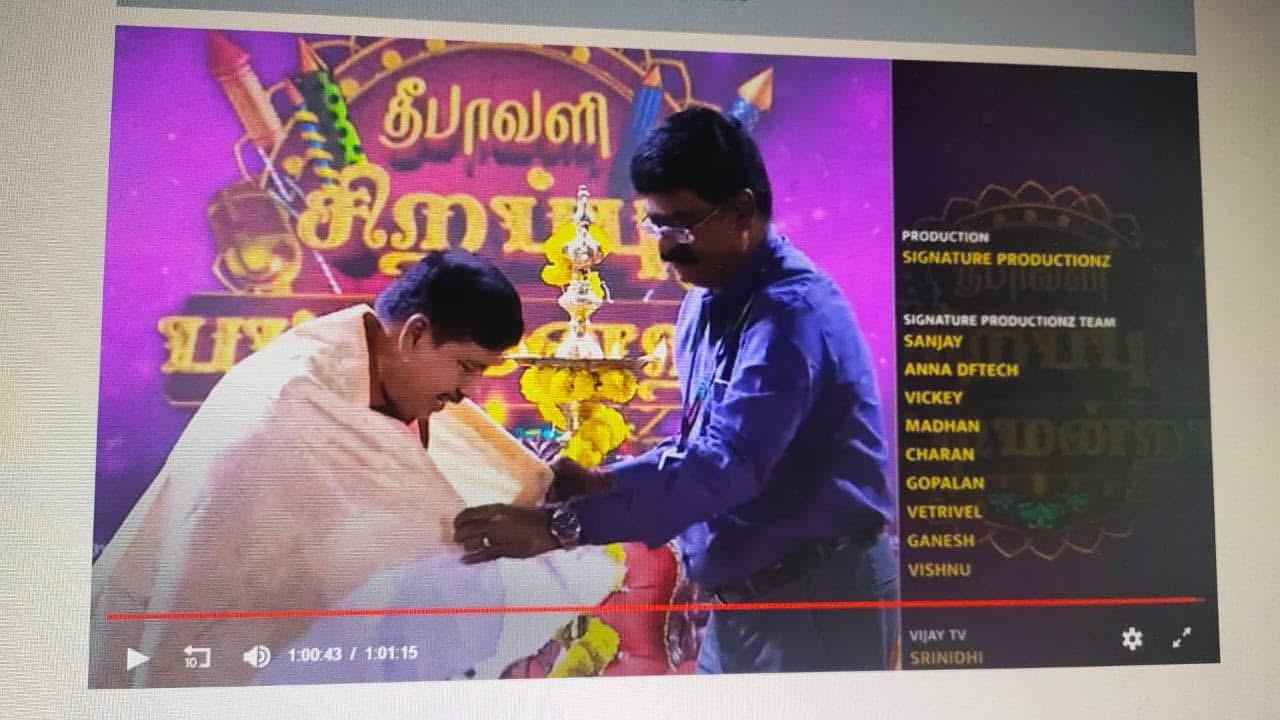 தீபாவளி
சிறப்பு
PRODUCTION
SIGNATURE PRODUCTIONZ
SIGNATURE PRODUCTIONZ TEAM
SANJAY
ANNA DFTECH
VICKEY
MADHAN
CHARAN
GOPALAN
VETRIVEL
GANESH
VISHNU
VIJAY TV
SRINIDHI
10
1:00:43 / 1:01:15